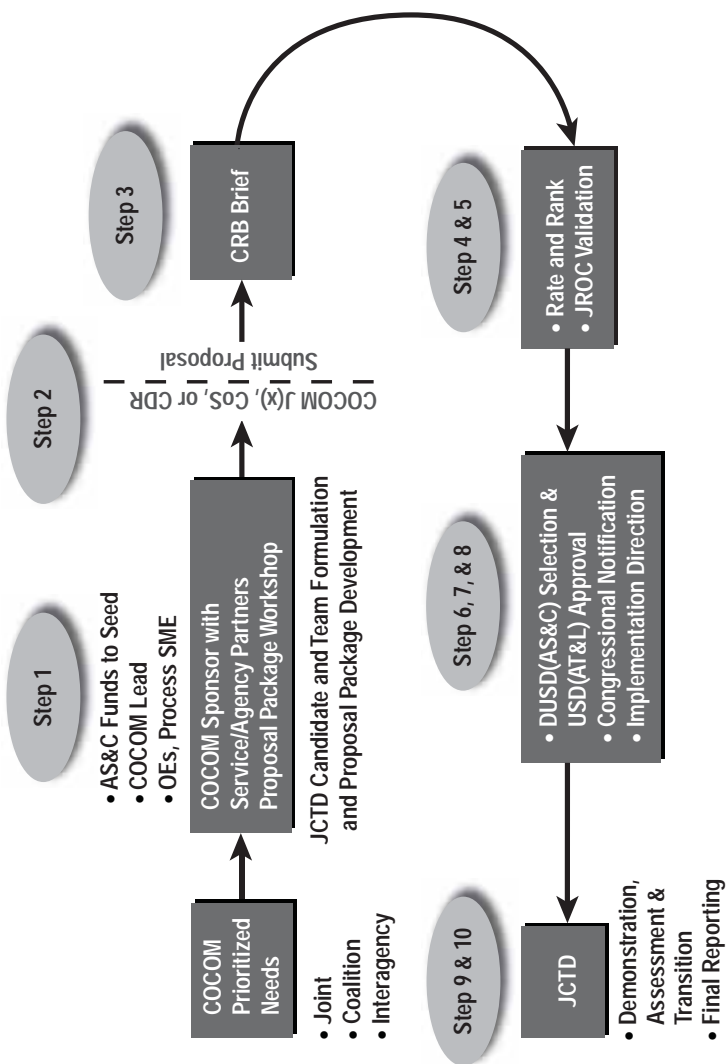 Step 1
• AS&C Funds to Seed
• COCOM Lead
• OEs, Process SME
COCOM
Prioritized
Needs
• Joint
• Coalition
• Interagency
COCOM Sponsor with
Service/Agency Partners
Proposal Package Workshop
JCTD Candidate and Team Formulation
and Proposal Package Development
Step 2
COCOM J(x), CoS, or CDR
Submit Proposal
Step 3
CRB Brief
Step 4 & 5
• Rate and Rank
• JROC Validation
Step 6, 7, & 8
• DUSD(AS&C) Selection &
USD(AT&L) Approval
• Congressional Notification
• Implementation Direction
Step 9 & 10
JCTD
• Demonstration,
Assessment &
Transition
• Final Reporting